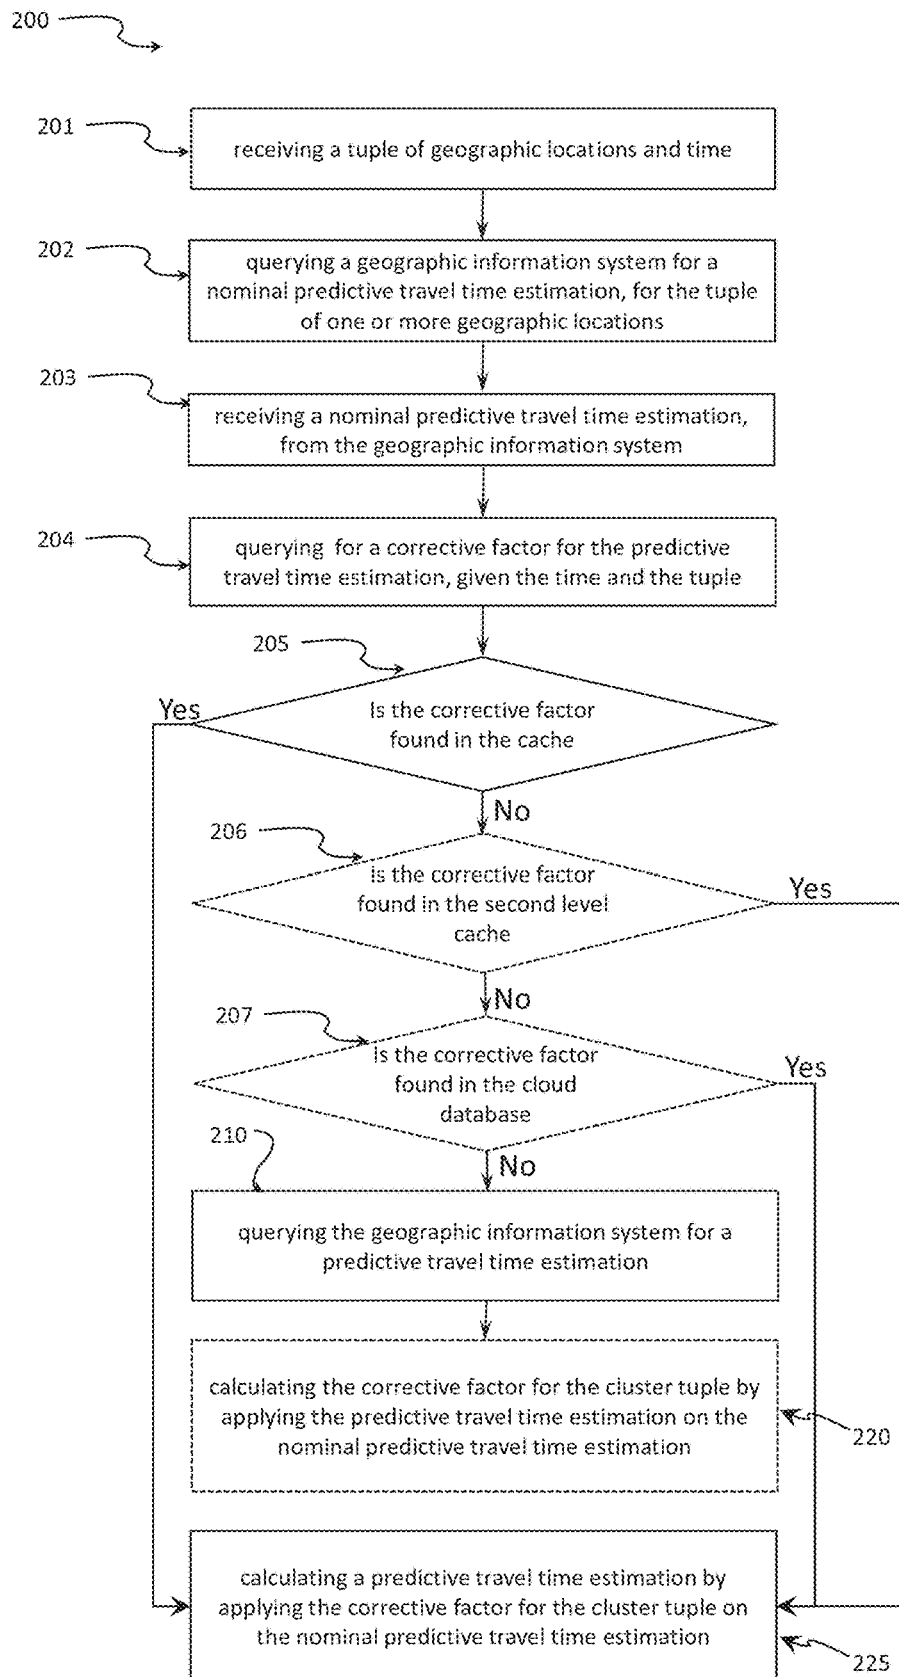 200
201
receiving a tuple of geographic locations and time
202
querying a geographic information system for a
nominal predictive travel time estimation, for the tuple
of one or more geographic locations
203
receiving a nominal predictive travel time estimation,
from the geographic information system
204
querying for a corrective factor for the predictive
travel time estimation, given the time and the tuple
205
Yes
Is the corrective factor
found in the cache
No
206
is the corrective factor
found in the second level
cache
Yes
No
207
is the corrective factor
found in the cloud
database
Yes
210
No
querying the geographic information system for a
predictive travel time estimation
calculating the corrective factor for the cluster tuple by
applying the predictive travel time estimation on the
nominal predictive travel time estimation
220
calculating a predictive travel time estimation by
applying the corrective factor for the cluster tuple on
the nominal predictive travel time estimation
225